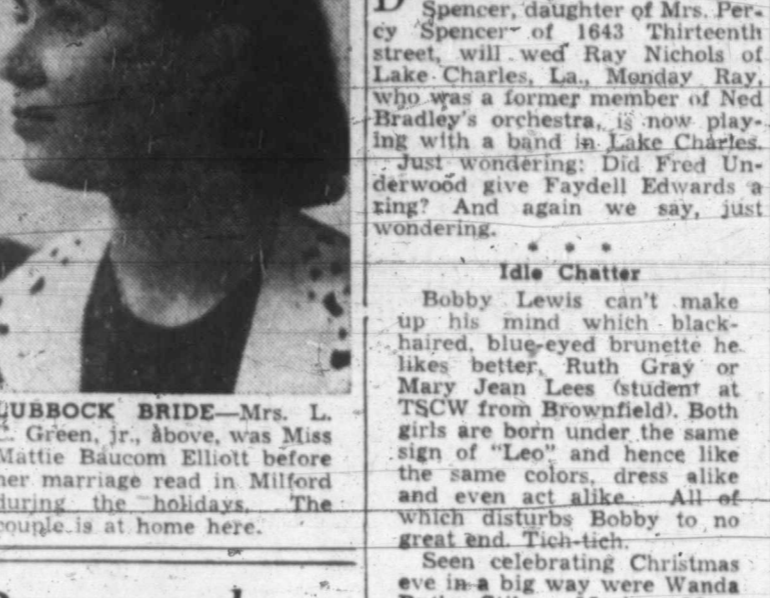 Spencer, daughter of Mrs. Per-
cy Spencer of 1643 Thirteenth
street, will wed Ray Nichols of
Lake Charles, La., Monday Ray,
who was a former member of Ned
Bradley's orchestra, is now play-
ing with a band in Lake Charles.
Just wondering: Did Fred Un-
derwood give Faydell Edwards a
ring? And again we say, just
wondering.
* * *
Idle Chatter
Bobby Lewis can't make
up his mind which black-
haired, blue-eyed brunette he
likes better, Ruth Gray or
Mary Jean Lees (student at
TSCW from Brownfield). Both
girls are born under the same
sign of "Leo" and hence like
the same colors, dress alike
and even act alike. All of
which disturbs Bobby to no
great end. Tich-tich.
Seen celebrating Christmas
eve in a big way were Wanda
LUBBOCK BRIDE—Mrs. L.
C. Green, jr., above, was Miss
Mattie Baucom Elliott before
her marriage read in Milford
during the holidays. The
couple is at home here.